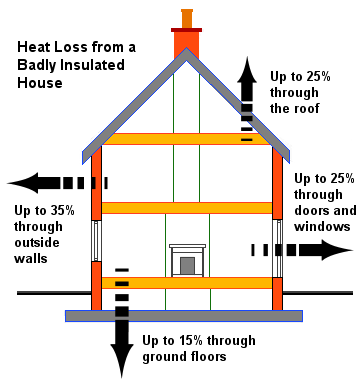 Heat Loss from a
Badly Insulated
House
Up to 25%
through
the roof
Up to 35%
through
outside
walls
Up to 25%
through
doors and
windows
Up to 15% through
ground floors